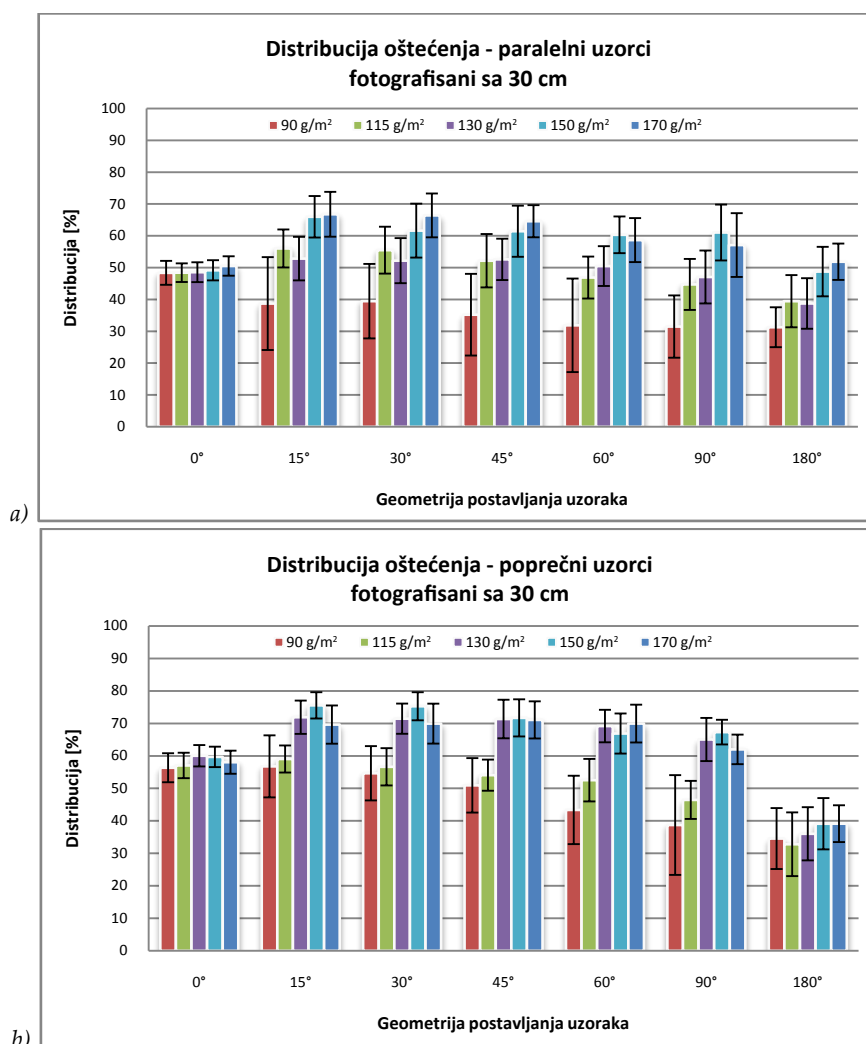 Distribucija oštećenja - paralelni uzorci
fotografisani sa 30 cm
100
90
80
70
60
50
40
30
20
10
0
Distribucija [%]
90 g/m² 115 g/m² 130 g/m² 150 g/m² 170 g/m²
0° 15° 30° 45° 60° 90° 180°
Geometrija postavljanja uzoraka
a)
Distribucija oštećenja - poprečni uzorci
fotografisani sa 30 cm
100
90
80
70
60
50
40
30
20
10
0
Distribucija [%]
90 g/m² 115 g/m² 130 g/m² 150 g/m² 170 g/m²
0° 15° 30° 45° 60° 90° 180°
Geometrija postavljanja uzoraka